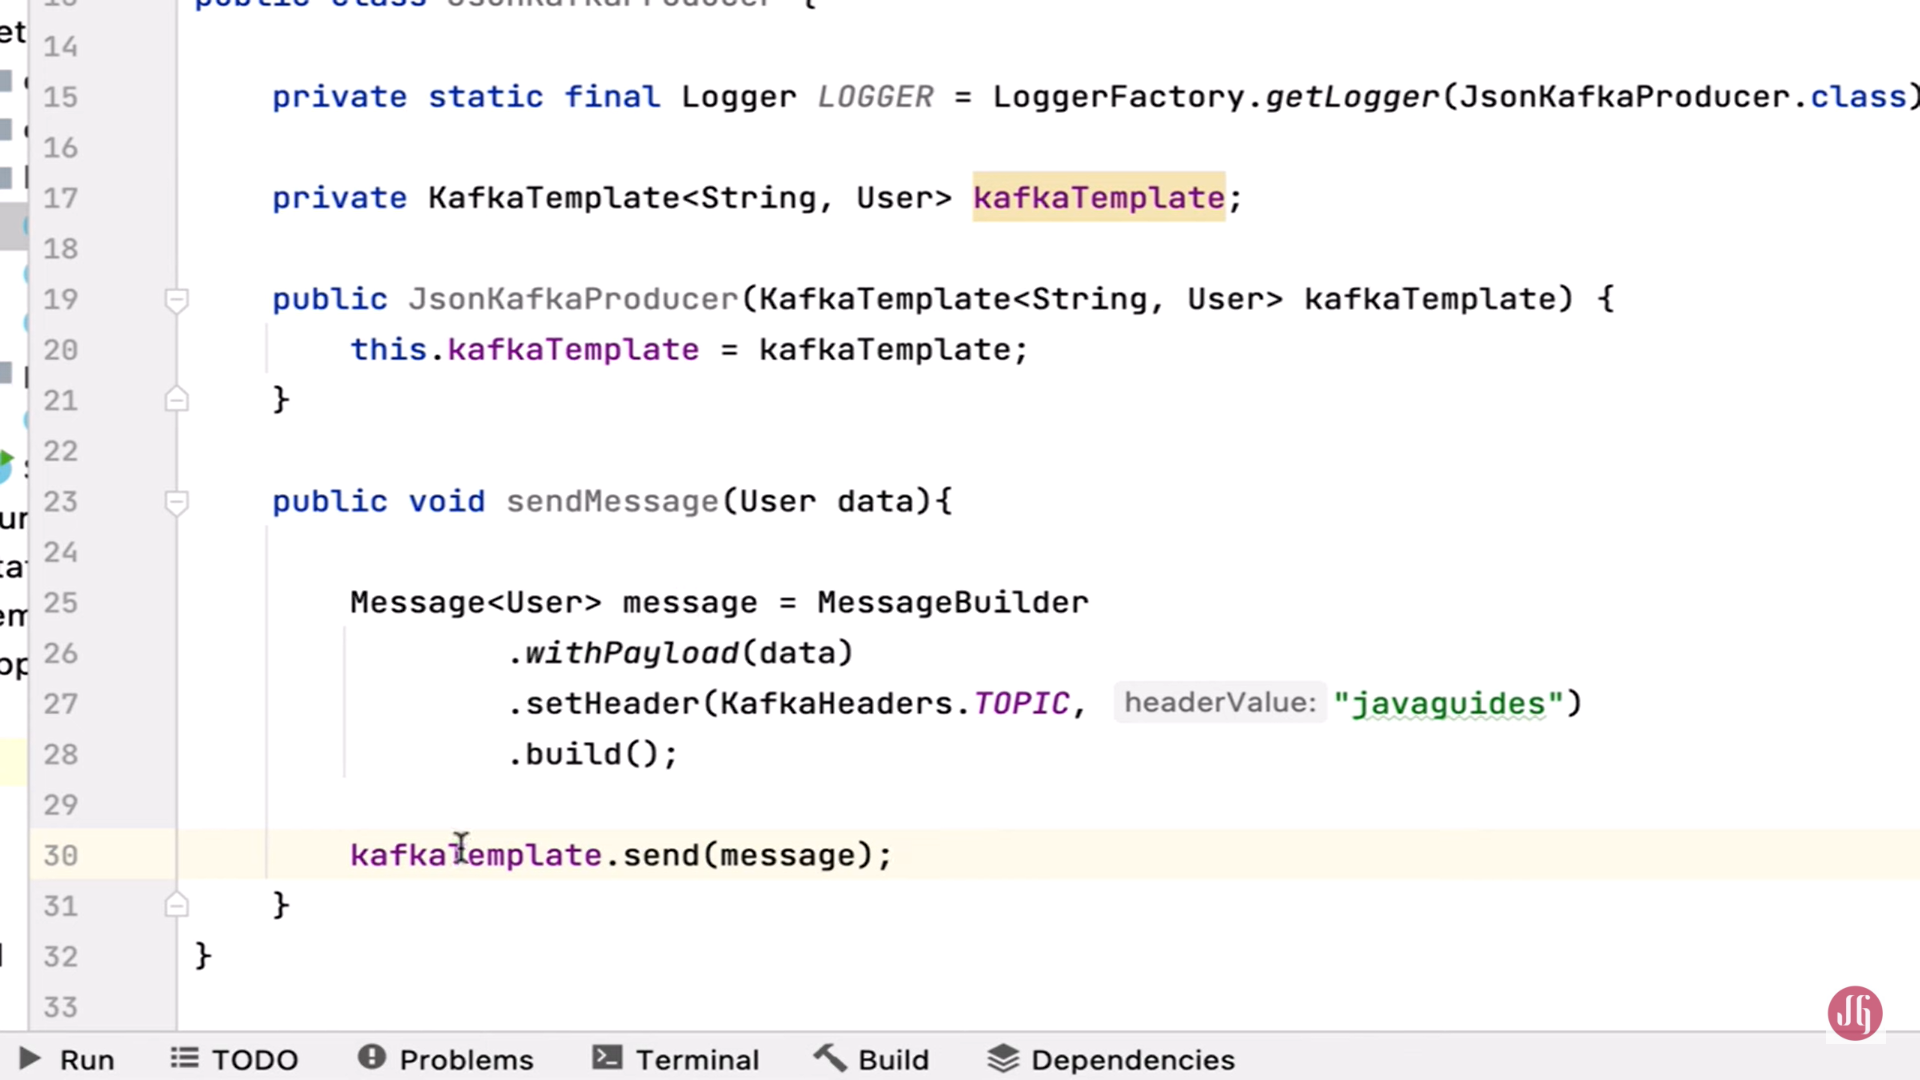 public class JsonKafkaProducer {
14
15 private static final Logger LOGGER = LoggerFactory.getLogger(JsonKafkaProducer.class)
16
17 private KafkaTemplate<String, User> kafkaTemplate;
18
19 public JsonKafkaProducer(KafkaTemplate<String, User> kafkaTemplate) {
20 this.kafkaTemplate = kafkaTemplate;
21 }
22
23 public void sendMessage(User data){
24
25 Message<User> message = MessageBuilder
26 .withPayload(data)
27 .setHeader(KafkaHeaders.TOPIC, headerValue: "javaguides")
28 .build();
29
30 kafkaTemplate.send(message);
31 }
32 }
33
Run TODO Problems Terminal Build Dependencies